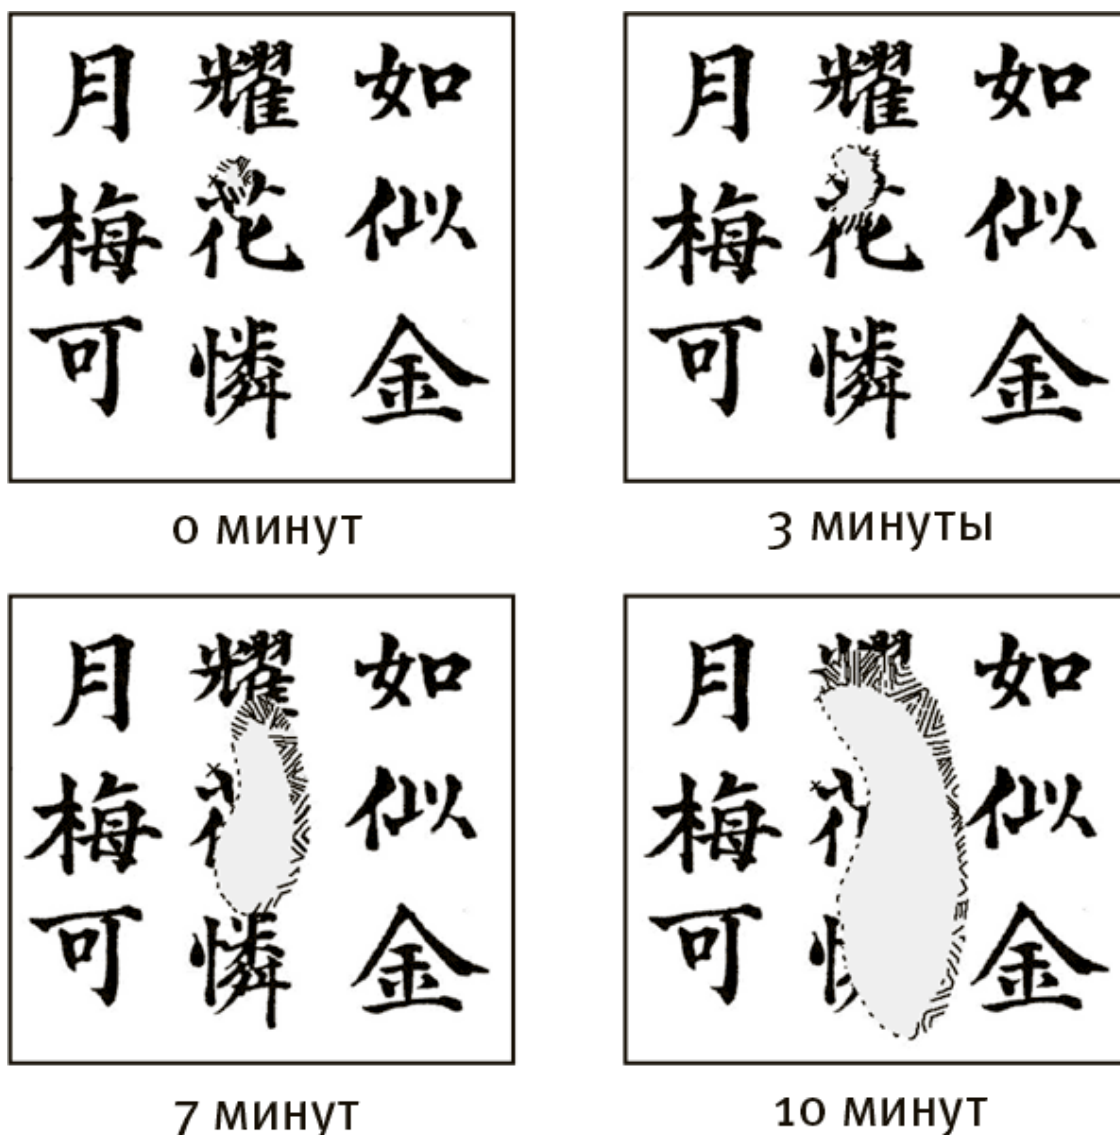 月 耀 如
梅 花 似
可 憐 金
0 минут
月 耀 如
梅 花 似
可 憐 金
3 минуты
月 耀 如
梅 似
可 憐 金
7 минут
月 如
梅 似
可 金
10 минут